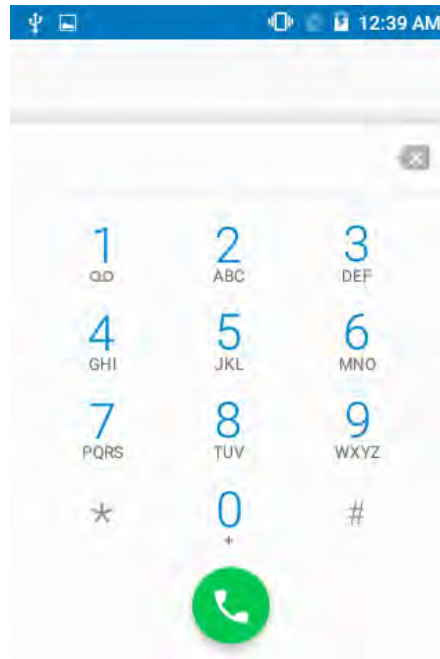 12:39 AM
1 2 3
ABC DEF
4 5 6
GHI JKL MNO
7 8 9
PQRS TUV WXYZ
* 0 #
+